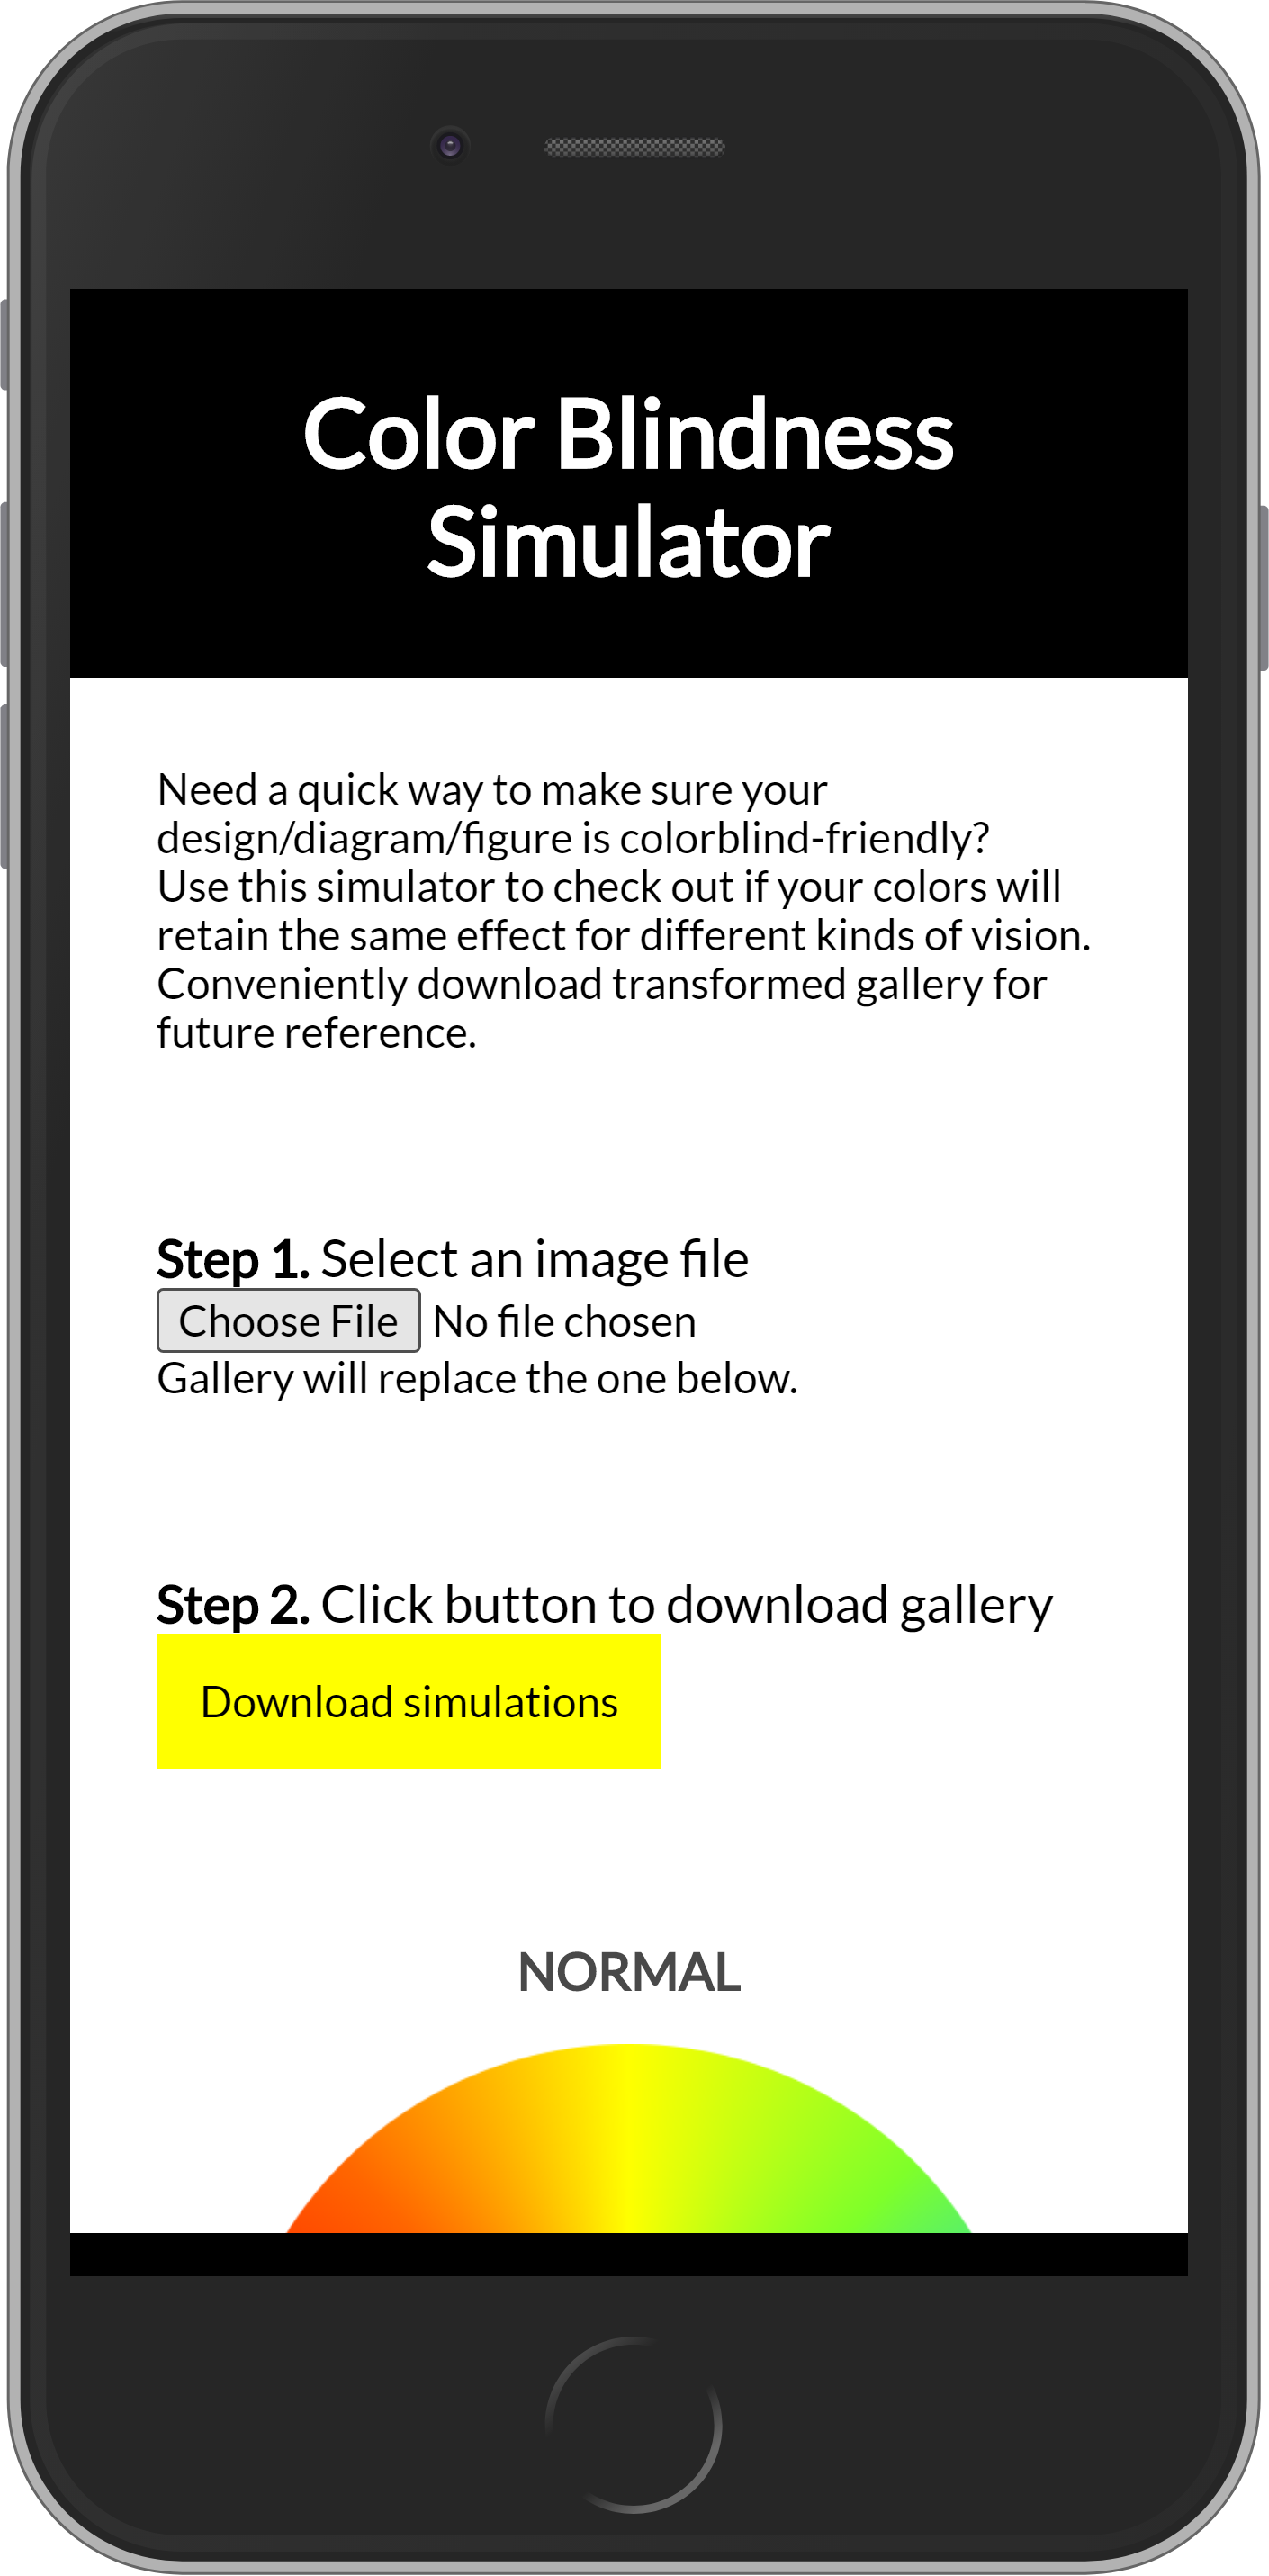 Color Blindness
Simulator
Need a quick way to make sure your
design/diagram/figure is colorblind-friendly?
Use this simulator to check out if your colors will
retain the same effect for different kinds of vision.
Conveniently download transformed gallery for
future reference.
Step 1. Select an image file
Choose File No file chosen
Gallery will replace the one below.
Step 2. Click button to download gallery
Download simulations
NORMAL